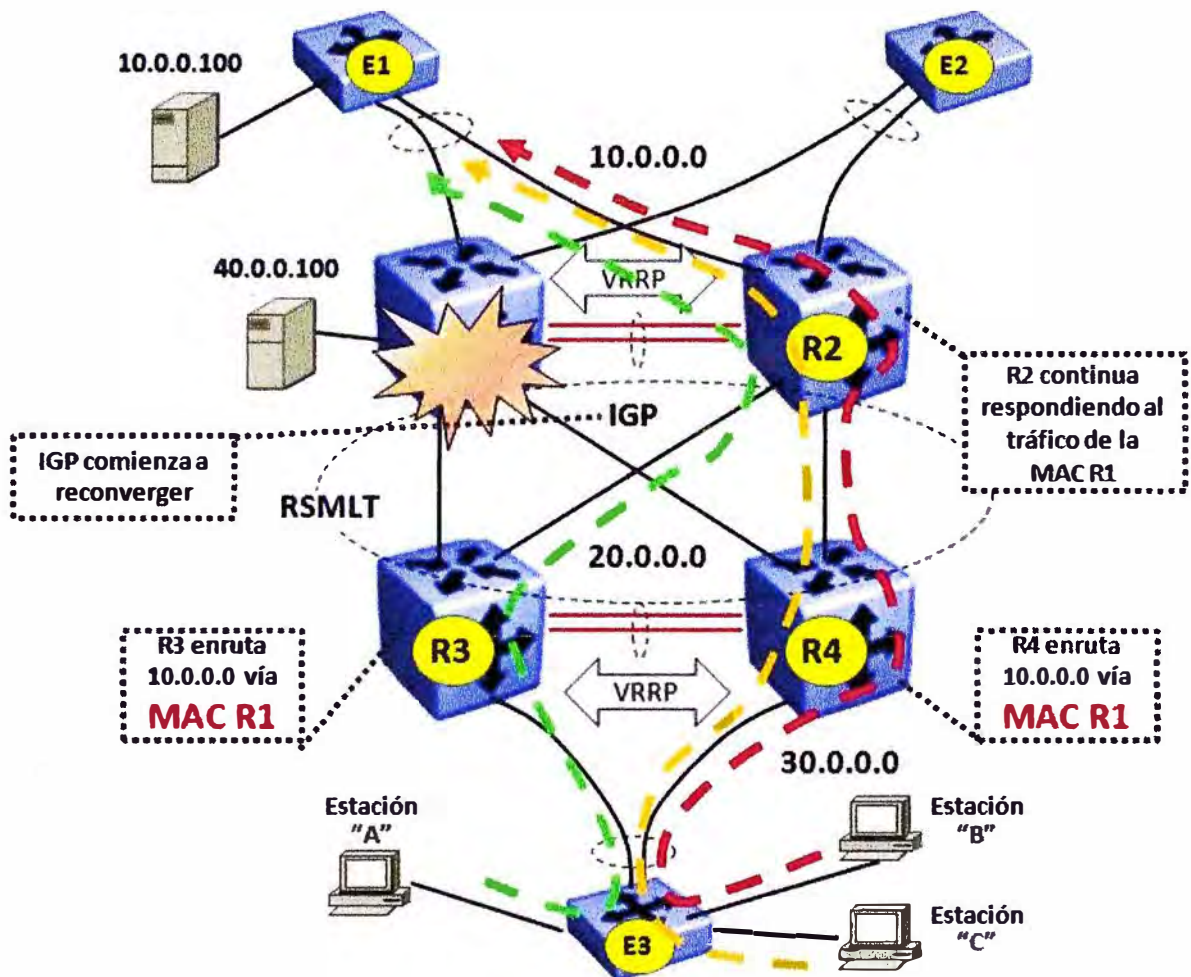 E1
E2
10.0.0.100
10.0.0.0
40.0.0.100
VRRP
R2
R2 continua
respondiendo al
tráfico de la
MAC R1
IGP
IGP comienza a
reconverger
RSMLT
20.0.0.0
R3
R4
R3 enruta
10.0.0.0 vía
MAC R1
VRRP
R4 enruta
10.0.0.0 vía
MAC R1
30.0.0.0
Estación
"A"
Estación
"B"
E3
Estación
"C"